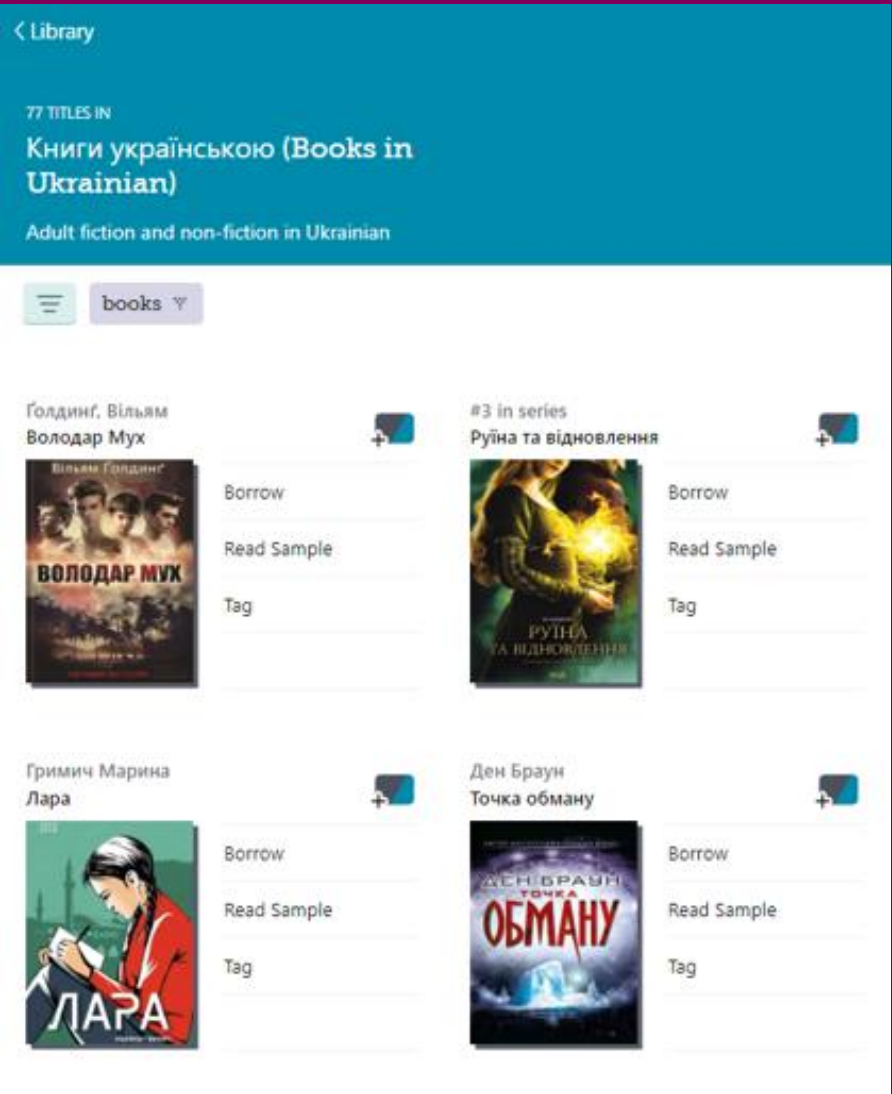 Library
77 TITLES IN
Книги українською (Books in
Ukrainian)
Adult fiction and non-fiction in Ukrainian
books
Ґолдинґ, Вільям
Володар Мух
Вільям Ґолдинґ
ВОЛОДАР МУХ
Borrow
Read Sample
Tag
#3 in series
Руїна та відновлення
РУЇНА
ТА ВІДНОВЛЕННЯ
Borrow
Read Sample
Tag
Гримич Марина
Лара
ЛАРА
Borrow
Read Sample
Tag
Ден Браун
Точка обману
ДЕН БРАУН
ТОЧКА
ОБМАНУ
Borrow
Read Sample
Tag